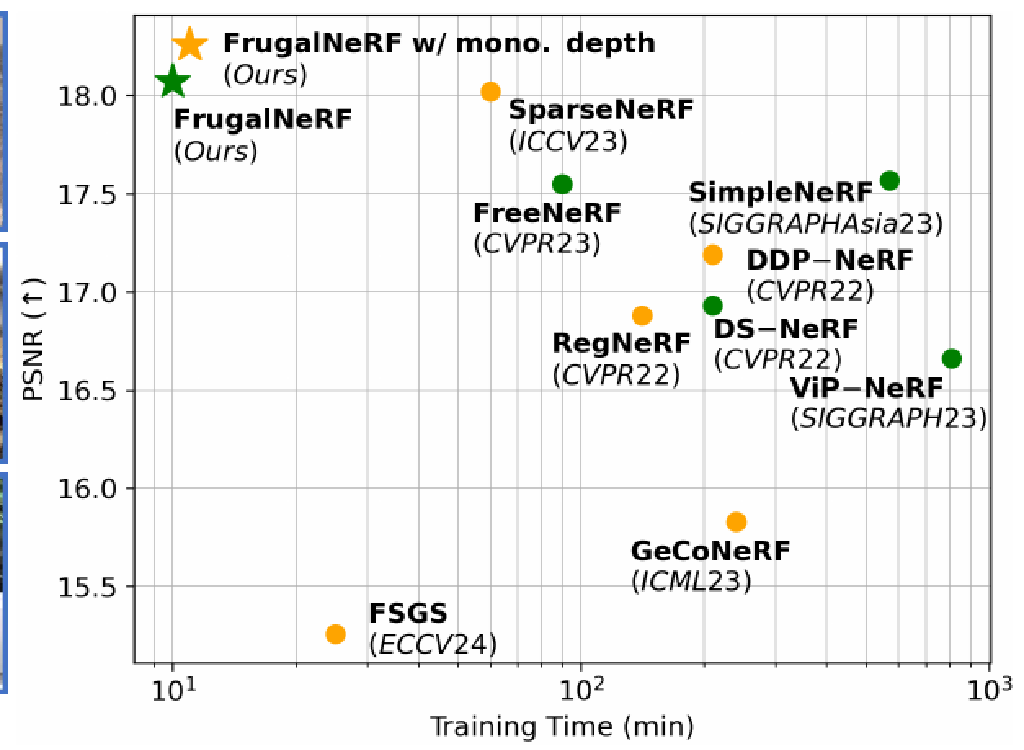 FrugalNeRF w/ mono. depth
(Ours)
18.0
SparseNeRF
(ICCV23)
FrugalNeRF
(Ours)
17.5
SimpleNeRF
(SIGGRAPHAsia23)
FreeNeRF
(CVPR23)
DDP−NeRF
(CVPR22)
17.0
DS−NeRF
(CVPR22)
RegNeRF
(CVPR22)
PSNR (↑)
16.5
ViP−NeRF
(SIGGRAPH23)
16.0
GeCoNeRF
(ICML23)
15.5
FSGS
(ECCV24)
10¹ 10² 10³
Training Time (min)